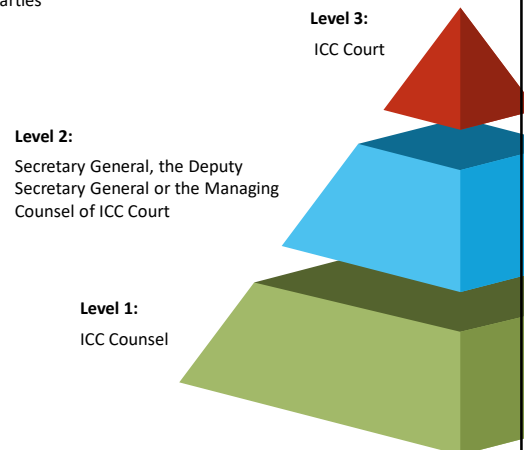 arties
Level 3:
ICC Court
Level 2:
Secretary General, the Deputy
Secretary General or the Managing
Counsel of ICC Court
Level 1:
ICC Counsel